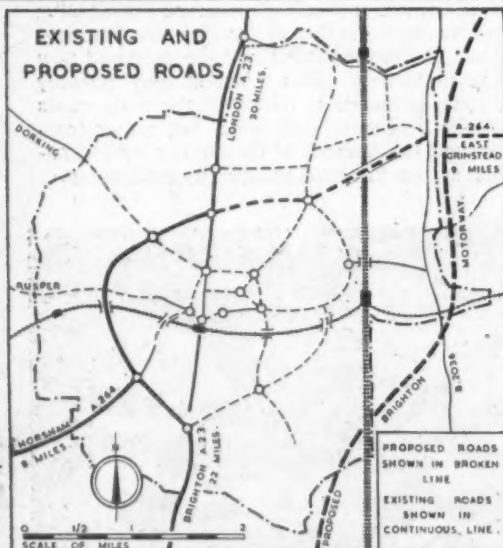 EXISTING AND
PROPOSED ROADS
LONDON A.23.
30 MILES.
DORKING
A.264.
EAST
GRINSTEAD
9 MILES
MOTORWAY.
RUSPER
B.2036
BRIGHTON
PROPOSED
HORSHAM A.264.
8 MILES
N
BRIGHTON A.23
22 MILES
PROPOSED ROADS
SHOWN IN BROKEN
LINE
EXISTING ROADS
SHOWN IN
CONTINUOUS LINE.
0 1/2 1 2
SCALE OF MILES